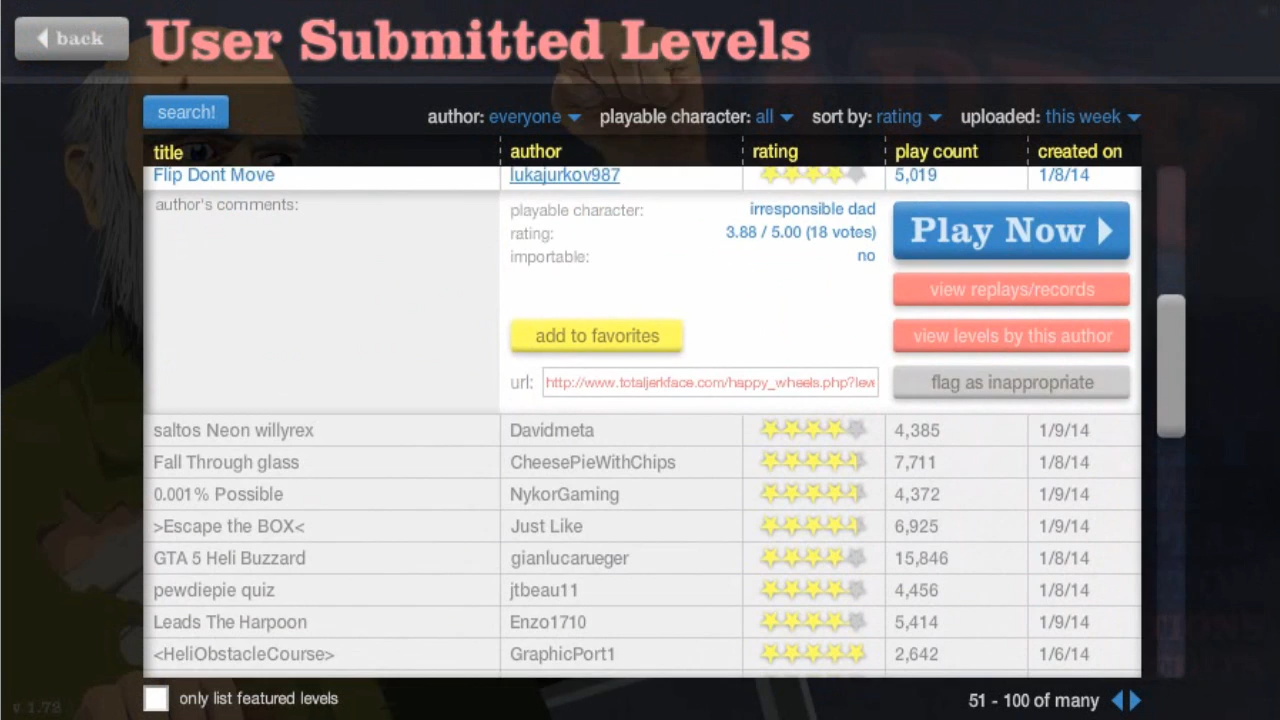 back
User Submitted Levels
search!
author: everyone playable character: all sort by: rating uploaded: this week
title author rating play count created on
Flip Dont Move lukajurkov987 5,019 1/8/14
author's comments:
playable character: irresponsible dad
rating: 3.88 / 5.00 (18 votes)
importable: no
Play Now
view replays/records
add to favorites
view levels by this author
url: http://www.totaljerkface.com/happy_wheels.php?leve
flag as inappropriate
saltos Neon willyrex Davidmeta 4,385 1/9/14
Fall Through glass CheesePieWithChips 7,711 1/8/14
0.001% Possible NykorGaming 4,372 1/9/14
>Escape the BOX< Just Like 6,925 1/9/14
GTA 5 Heli Buzzard gianlucarueger 15,846 1/8/14
pewdiepie quiz jtbeau11 4,456 1/8/14
Leads The Harpoon Enzo1710 5,414 1/9/14
<HeliObstacleCourse> GraphicPort1 2,642 1/6/14
only list featured levels
51 - 100 of many